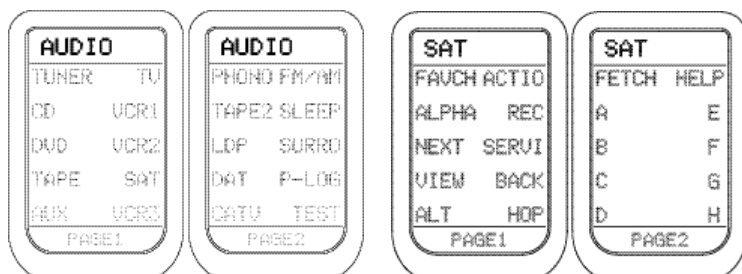 AUDIO
TUNER TV
CD VCR1
DVD VCR2
TAPE SAT
AUX VCR3
PAGE1
AUDIO
PHONO FM/AM
TAPE2 SLEEP
LDP SURRO
DAT P-LOG
CATV TEST
PAGE2
SAT
FAVCH ACTIO
ALPHA REC
NEXT SERVI
VIEW BACK
ALT HOP
PAGE1
SAT
FETCH HELP
A E
B F
C G
D H
PAGE2